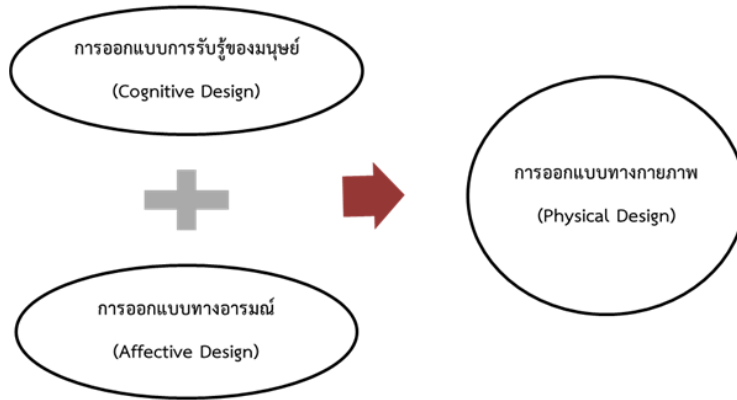 การออกแบบการรับรู้ของมนุษย์
(Cognitive Design)
การออกแบบทางอารมณ์
(Affective Design)
การออกแบบทางกายภาพ
(Physical Design)